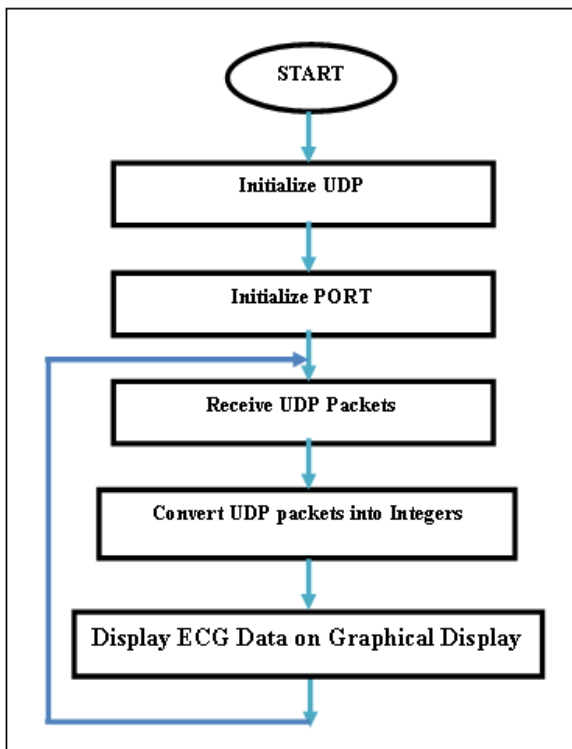 START
Initialize UDP
Initialize PORT
Receive UDP Packets
Convert UDP packets into Integers
Display ECG Data on Graphical Display